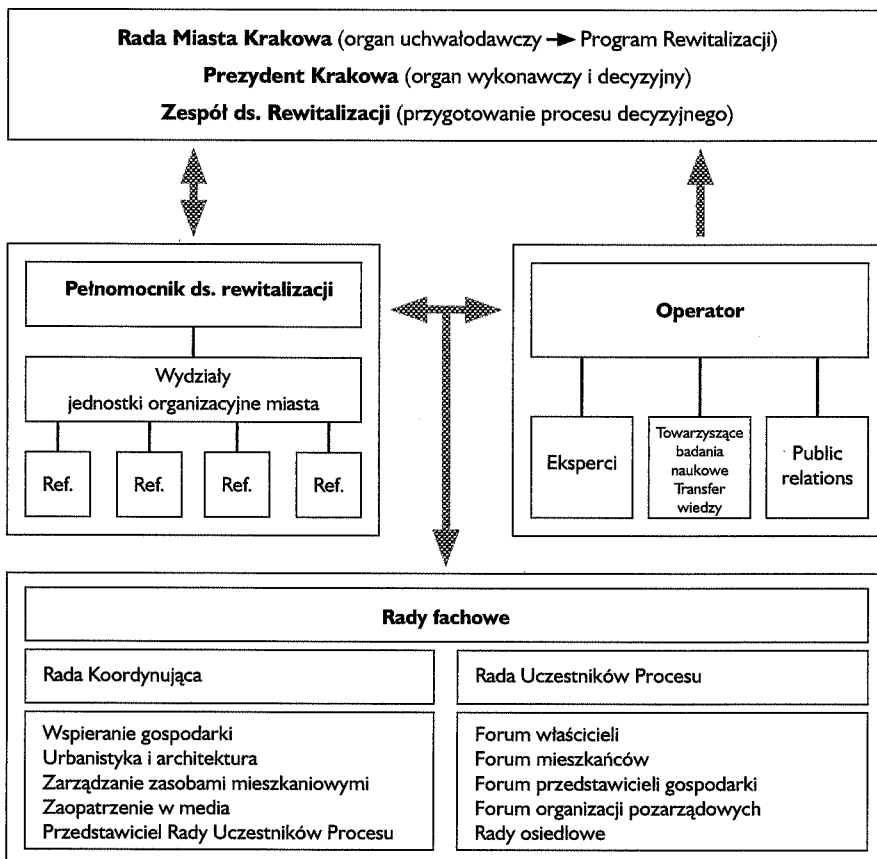 Rada Miasta Krakowa (organ uchwałodawczy → Program Rewitalizacji)
Prezydent Krakowa (organ wykonawczy i decyzyjny)
Zespół ds. Rewitalizacji (przygotowanie procesu decyzyjnego)
Pełnomocnik ds. rewitalizacji
Wydziały
jednostki organizacyjne miasta
Ref.
Ref.
Ref.
Ref.
Operator
Eksperci
Towarzyszące
badania
naukowe
Transfer
wiedzy
Public
relations
Rady fachowe
Rada Koordynująca
Wspieranie gospodarki
Urbanistyka i architektura
Zarządzanie zasobami mieszkaniowymi
Zaopatrzenie w media
Przedstawiciel Rady Uczestników Procesu
Rada Uczestników Procesu
Forum właścicieli
Forum mieszkańców
Forum przedstawicieli gospodarki
Forum organizacji pozarządowych
Rady osiedlowe